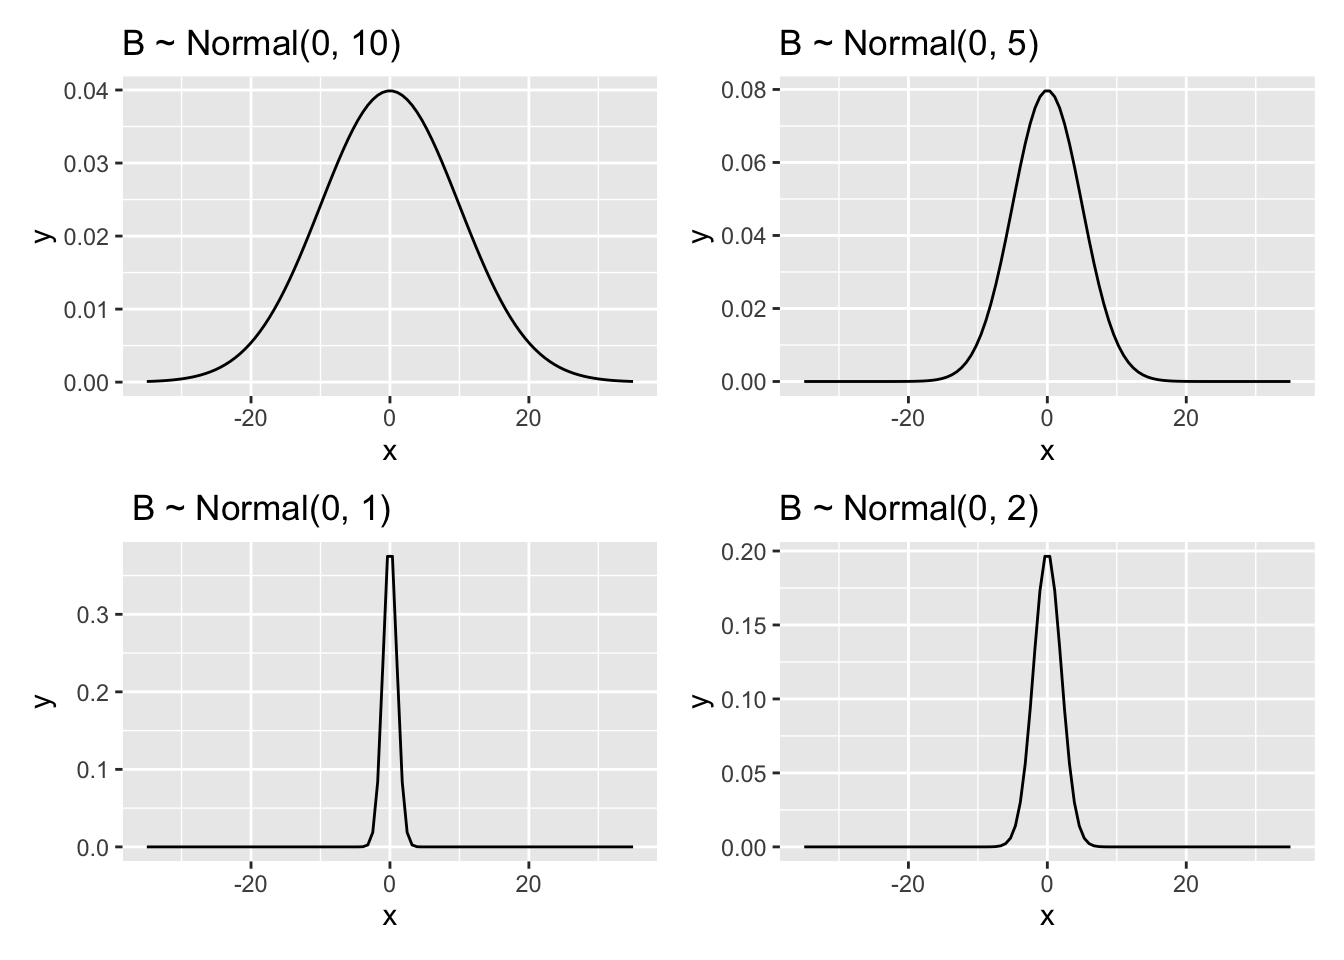 B ~ Normal(0, 10)
0.04
0.03
0.02
0.01
0.00
y
-20 0 20
x
B ~ Normal(0, 5)
0.08
0.06
0.04
0.02
0.00
y
-20 0 20
x
B ~ Normal(0, 1)
0.3
0.2
0.1
0.0
y
-20 0 20
x
B ~ Normal(0, 2)
0.20
0.15
0.10
0.05
0.00
y
-20 0 20
x